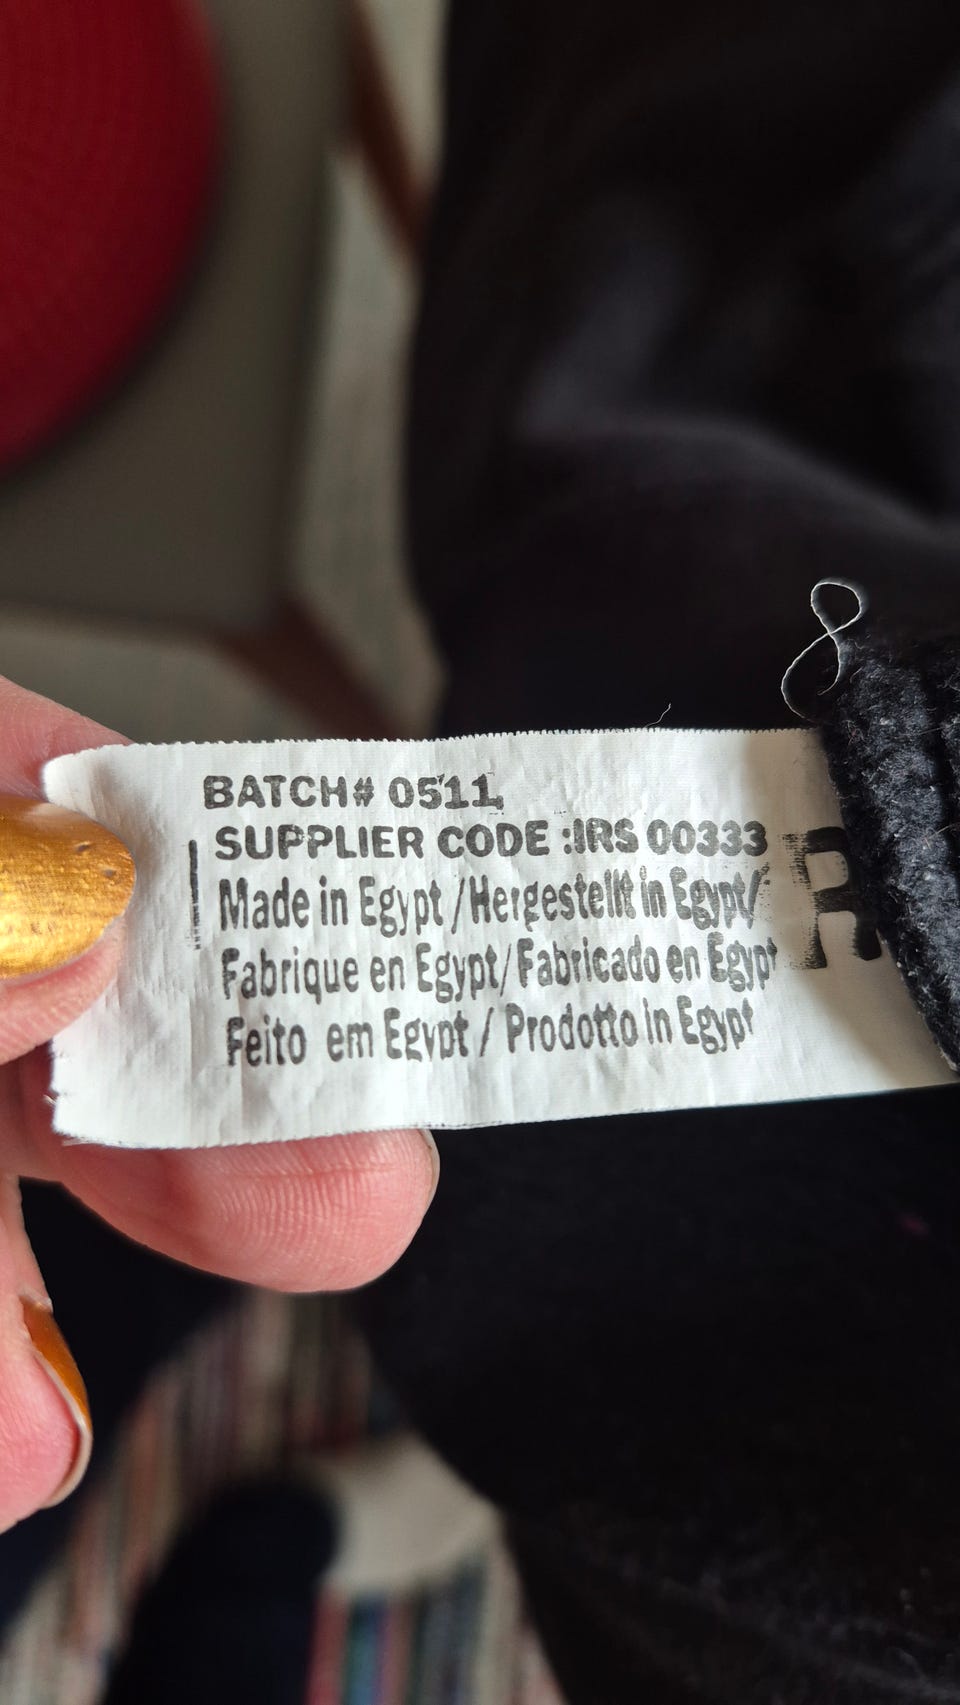 BATCH# 0511
SUPPLIER CODE :IRS 00333
Made in Egypt /Hergestellt in Egypt/
Fabrique en Egypt/ Fabricado en Egypt
Feito em Egypt / Prodotto in Egypt
R